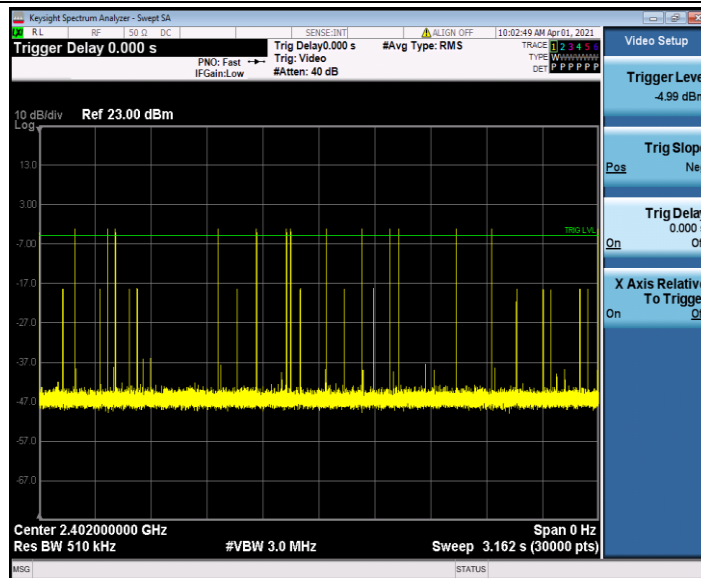 Keysight Spectrum Analyzer - Swept SA
RL RF 50 Ω DC SENSE:INT ALIGN OFF 10:02:49 AM Apr 01, 2021
Trigger Delay 0.000 s
Trig Delay0.000 s #Avg Type: RMS TRACE 1 2 3 4 5 6
PNO: Fast Trig: Video TYPE WWWWWW
IFGain:Low #Atten: 40 dB DET P P P P P P
10 dB/div Ref 23.00 dBm
Log
13.0
3.00
TRIG LVL
-7.00
-17.0
-27.0
-37.0
-47.0
-57.0
-67.0
Center 2.402000000 GHz Span 0 Hz
Res BW 510 kHz #VBW 3.0 MHz Sweep 3.162 s (30000 pts)
MSG STATUS
Video Setup
Trigger Leve
-4.99 dBm
Trig Slop
Pos Ne
Trig Delay
0.000 s
On Of
X Axis Relative
To Trigge
On Of